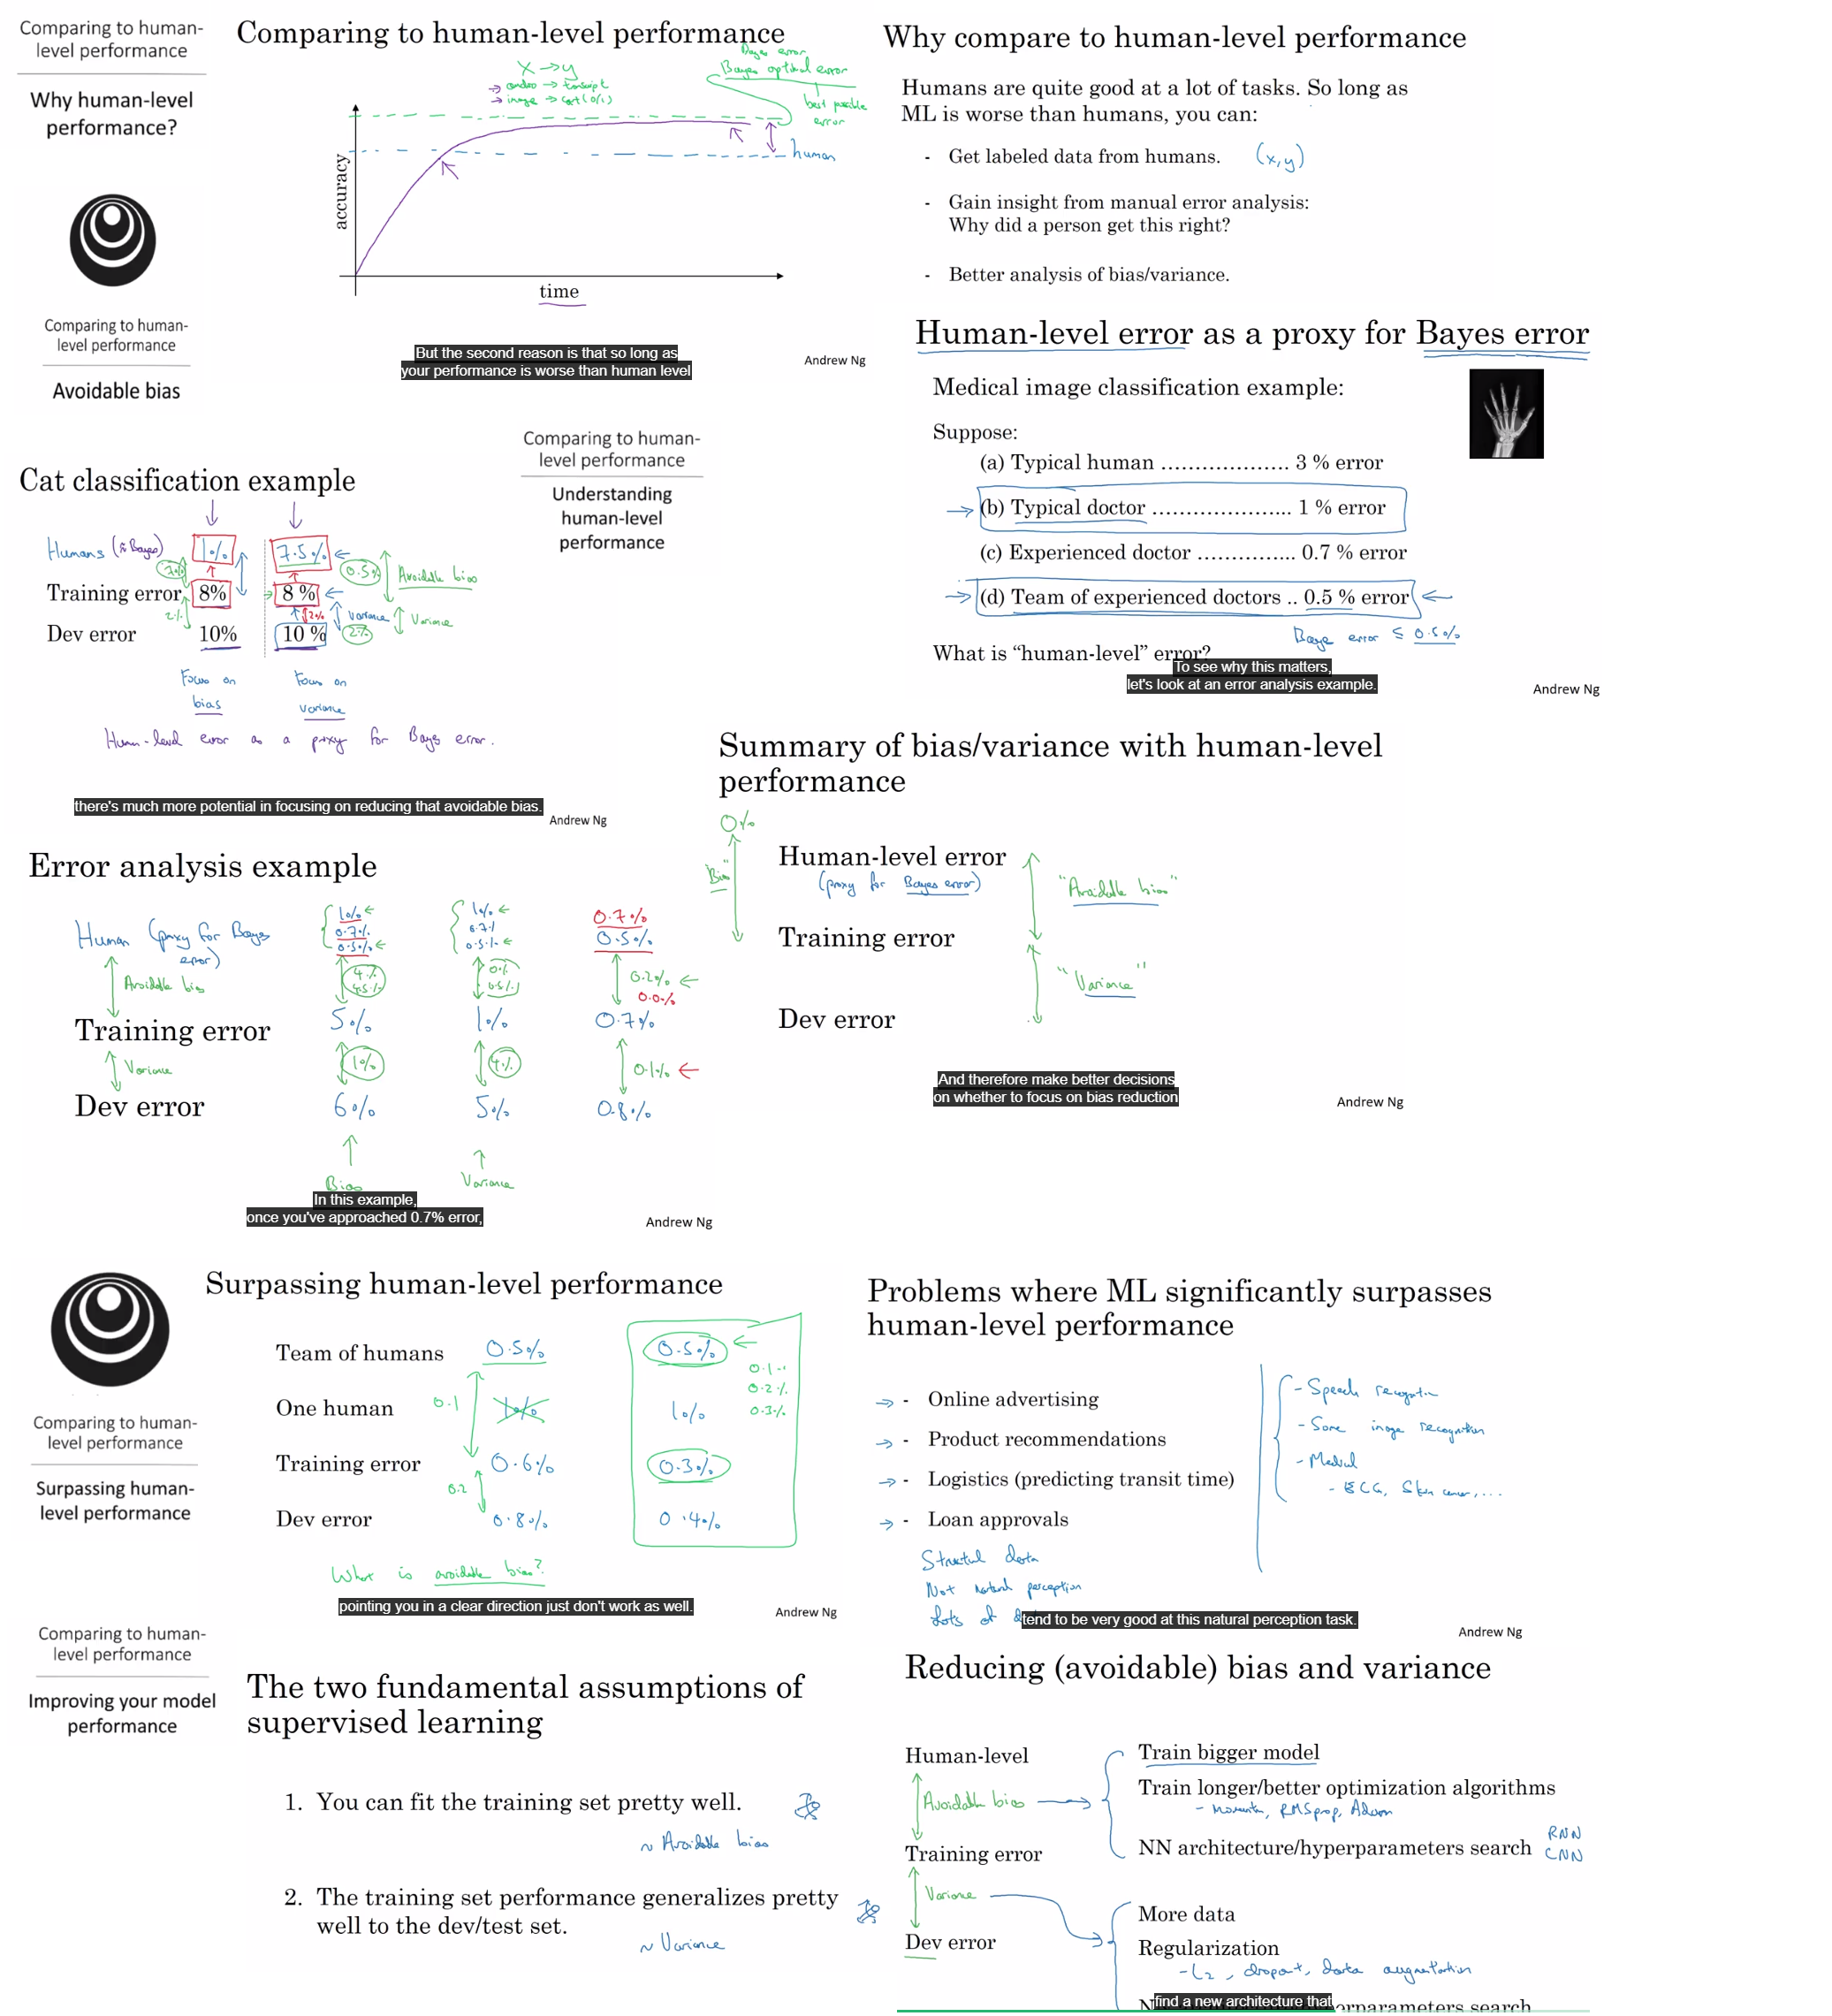 Comparing to human-
level performance
Why human-level
performance?
Comparing to human-level performance
Bayes error
Bayes optimal error
best possible
error
X → y
→ audio → transcript
→ image → cat (0/1)
human
accuracy
time
But the second reason is that so long as
your performance is worse than human level
Andrew Ng
Why compare to human-level performance
Humans are quite good at a lot of tasks. So long as
ML is worse than humans, you can:
- Get labeled data from humans. (x,y)
- Gain insight from manual error analysis:
Why did a person get this right?
- Better analysis of bias/variance.
Comparing to human-
level performance
Avoidable bias
Cat classification example
Humans (≈ Bayes) 1% 7.5%
7% 0.5% Avoidable bias
Training error 8% 8 %
2% 2% Variance 2% Variance
Dev error 10% 10 %
Focus on
bias
Focus on
variance
Human-level error as a proxy for Bayes error.
there's much more potential in focusing on reducing that avoidable bias.
Andrew Ng
Comparing to human-
level performance
Understanding
human-level
performance
Human-level error as a proxy for Bayes error
Medical image classification example:
Suppose:
(a) Typical human .................. 3 % error
→ (b) Typical doctor ..................... 1 % error
(c) Experienced doctor ............... 0.7 % error
→ (d) Team of experienced doctors .. 0.5 % error ←
Baye error ≤ 0.5%
What is “human-level” error?
To see why this matters,
let's look at an error analysis example.
Andrew Ng
Summary of bias/variance with human-level
performance
0%
"Bias"
Human-level error
(proxy for Bayes error)
"Avoidable bias"
Training error
"Variance"
Dev error
And therefore make better decisions
on whether to focus on bias reduction
Andrew Ng
Error analysis example
Human (proxy for Bayes
error)
1% ←
0.7%
0.5% ←
1% ←
0.7%
0.5% ←
0.7%
0.5%
Avoidable bias
4%
4.5%
0%
0.5%
0.2% ←
0.0%
Training error 5% 1% 0.7%
Variance 1% 4% 0.1% ←
Dev error 6% 5% 0.8%
Bias
Variance
In this example,
once you've approached 0.7% error,
Andrew Ng
Comparing to human-
level performance
Surpassing human-
level performance
Surpassing human-level performance
Team of humans 0.5% 0.5% ←
0.1
0.2%
0.3%
One human 0.1 1% 1%
Training error 0.6% 0.3%
0.2
Dev error 0.8% 0.4%
What is avoidable bias?
pointing you in a clear direction just don't work as well.
Andrew Ng
Problems where ML significantly surpasses
human-level performance
→ - Online advertising
→ - Product recommendations
→ - Logistics (predicting transit time)
→ - Loan approvals
Structured data
Not natural perception
Lots of
- Speech recognition
- Some image recognition
- Medical
- ECG, Skin cancer, ...
tend to be very good at this natural perception task.
Andrew Ng
Comparing to human-
level performance
Improving your model
performance
The two fundamental assumptions of
supervised learning
1. You can fit the training set pretty well.
~ Avoidable bias
2. The training set performance generalizes pretty
well to the dev/test set.
~ Variance
Reducing (avoidable) bias and variance
Human-level
Avoidable bias
Training error
Variance
Dev error
Train bigger model
Train longer/better optimization algorithms
- momentum, RMSprop, Adam
NN architecture/hyperparameters search
RNN
CNN
More data
Regularization
- L2, dropout, data augmentation
find a new architecture that
search